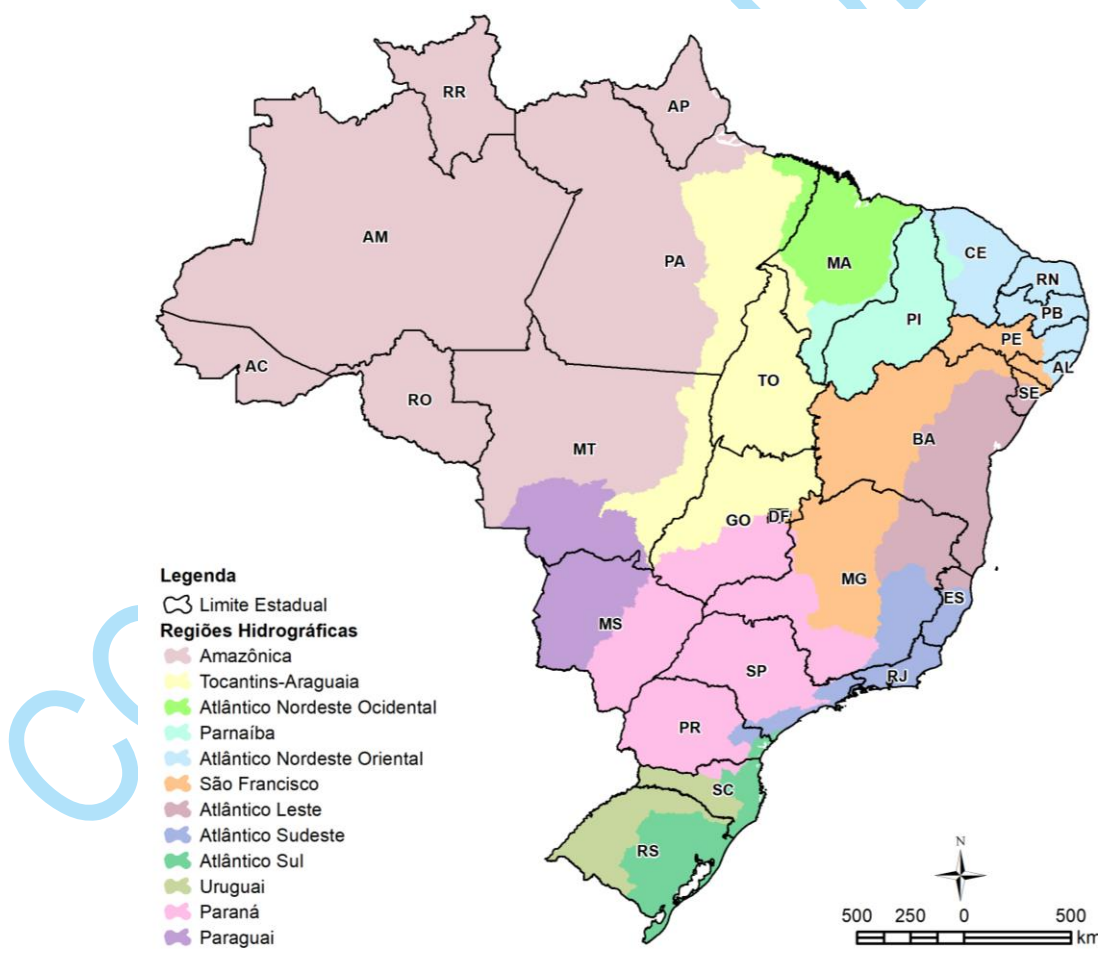 RR
AP
AM
PA
MA
CE
RN
PB
PI
PE
AL
SE
AC
RO
TO
BA
MT
GO
DF
MG
ES
MS
SP
RJ
PR
SC
RS
Legenda
Limite Estadual
Regiões Hidrográficas
Amazônica
Tocantins-Araguaia
Atlântico Nordeste Ocidental
Parnaíba
Atlântico Nordeste Oriental
São Francisco
Atlântico Leste
Atlântico Sudeste
Atlântico Sul
Uruguai
Paraná
Paraguai
N
500 250 0 500
km